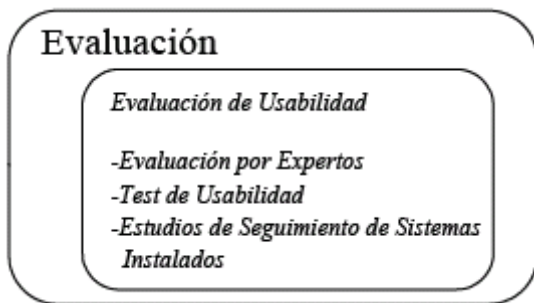 Evaluación
Evaluación de Usabilidad
-Evaluación por Expertos
-Test de Usabilidad
-Estudios de Seguimiento de Sistemas
Instalados